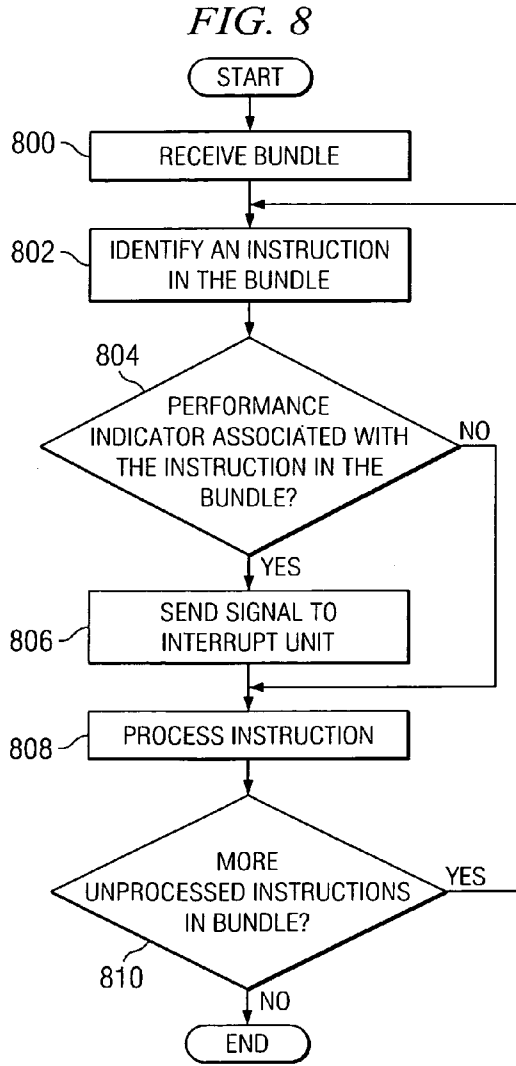 FIG. 8
START
800
RECEIVE BUNDLE
802
IDENTIFY AN INSTRUCTION
IN THE BUNDLE
804
PERFORMANCE
INDICATOR ASSOCIATED WITH
THE INSTRUCTION IN THE
BUNDLE?
NO
YES
806
SEND SIGNAL TO
INTERRUPT UNIT
808
PROCESS INSTRUCTION
MORE
UNPROCESSED INSTRUCTIONS
IN BUNDLE?
YES
810
NO
END